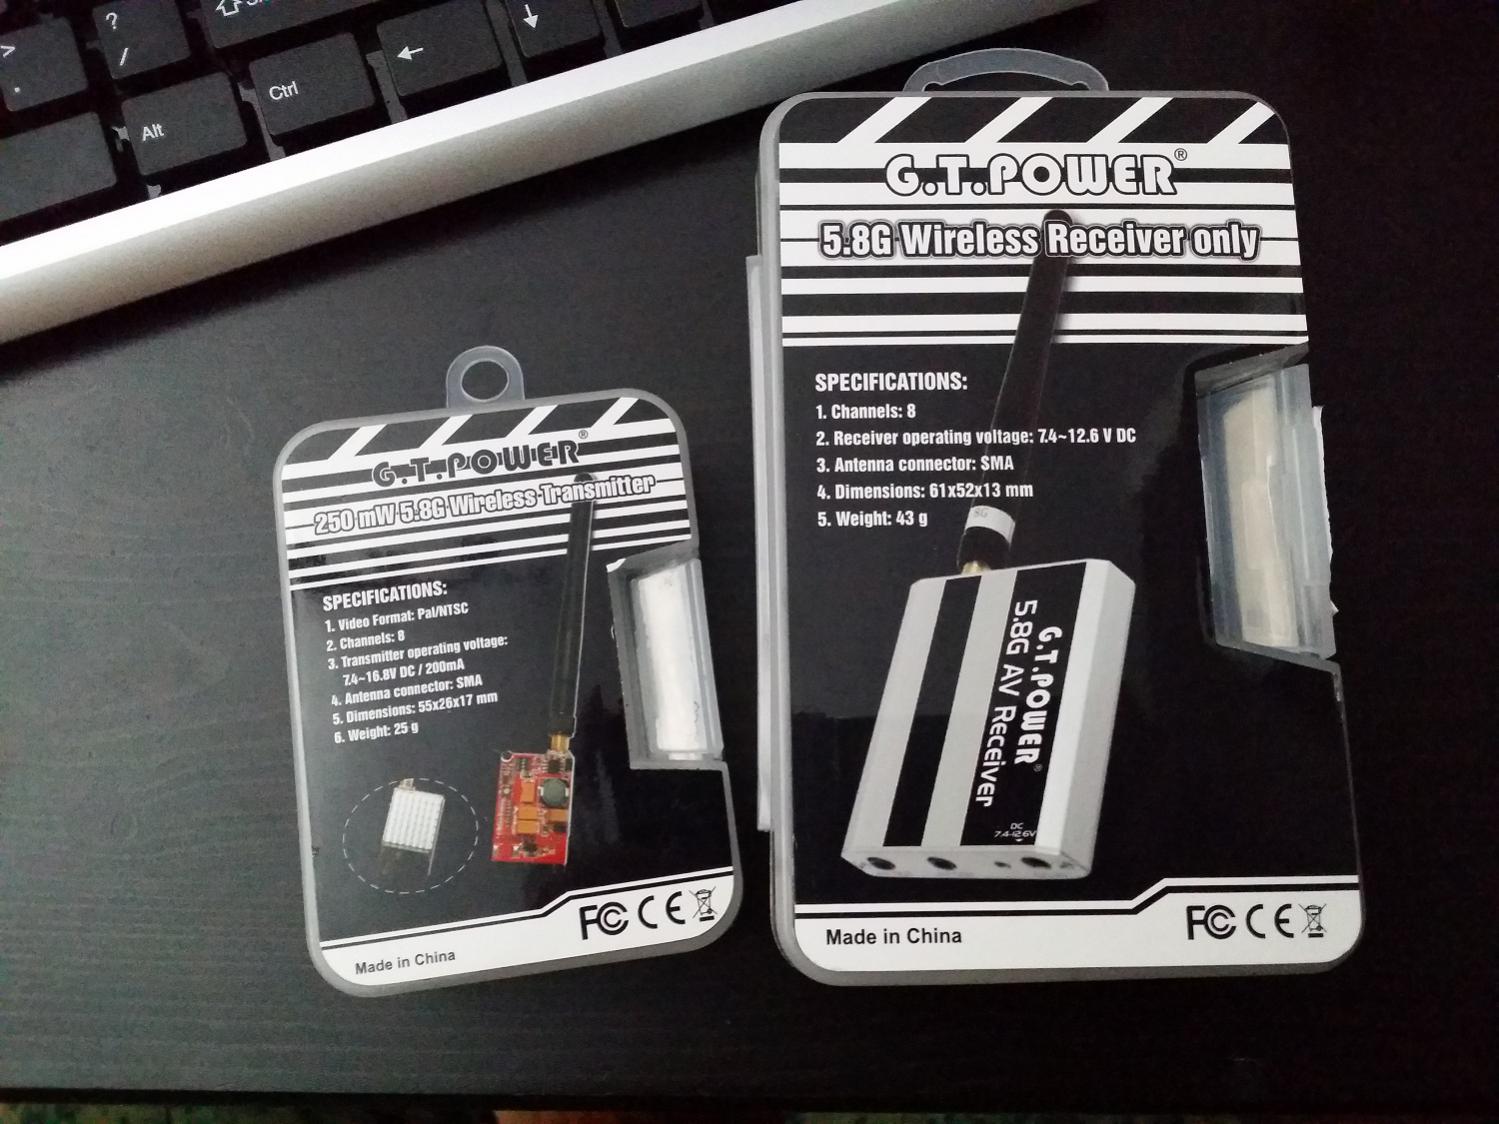 >
.
?
/
Alt
Ctrl
←
↓
G.T.POWER®
250 mW 5.8G Wireless Transmitter
SPECIFICATIONS:
1. Video Format: Pal/NTSC
2. Channels: 8
3. Transmitter operating voltage:
7.4~16.8V DC / 200mA
4. Antenna connector: SMA
5. Dimensions: 55x26x17 mm
6. Weight: 25 g
FC CE
Made in China
G.T.POWER®
5.8G Wireless Receiver only
SPECIFICATIONS:
1. Channels: 8
2. Receiver operating voltage: 7.4~12.6 V DC
3. Antenna connector: SMA
4. Dimensions: 61x52x13 mm
5. Weight: 43 g
G.T.POWER®
5.8G AV Receiver
DC
7.4-12.6V
FC CE
Made in China